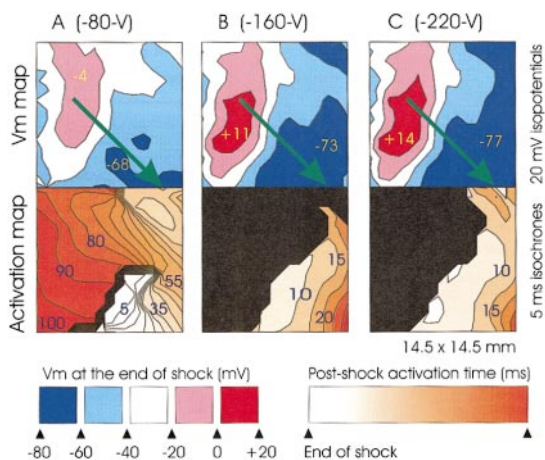 A (-80-V) B (-160-V) C (-220-V)
Vm map
-4
-68
+11
-73
+14
-77
20 mV isopotentials
Activation map
80
90
100
5
35
55
15
10
20
10
15
5 ms isochrones
14.5 x 14.5 mm
Vm at the end of shock (mV)
-80 -60 -40 -20 0 +20
Post-shock activation time (ms)
End of shock